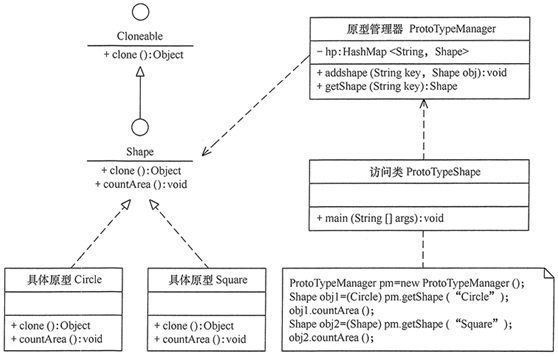 Cloneable
+ clone ():Object
Shape
+ clone ():Object
+ countArea ():void
具体原型 Circle
+ clone ():Object
+ countArea ():void
具体原型 Square
+ clone ():Object
+ countArea ():void
原型管理器 ProtoTypeManager
- hp:HashMap <String, Shape>
+ addshape (String key, Shape obj):void
+ getShape (String key):Shape
访问类 ProtoTypeShape
+ main (String [] args):void
ProtoTypeManager pm=new ProtoTypeManager ();
Shape obj1=(Circle) pm.getShape (“Circle”);
obj1.countArea ();
Shape obj2=(Shape) pm.getShape (“Square”);
obj2.countArea ();